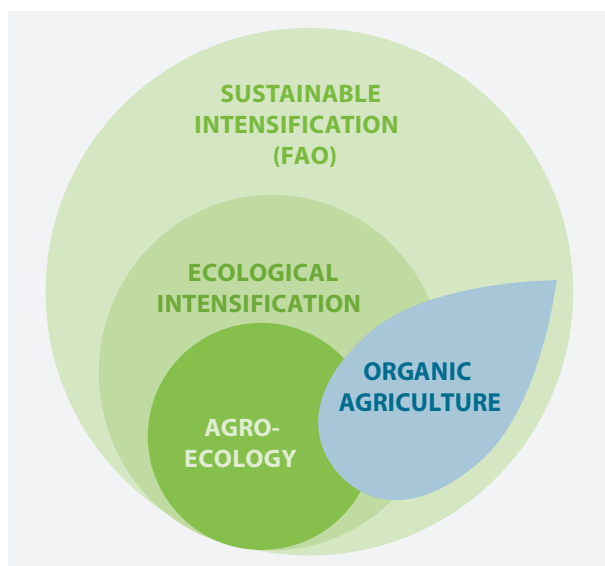 SUSTAINABLE
INTENSIFICATION
(FAO)
ECOLOGICAL
INTENSIFICATION
ORGANIC
AGRICULTURE
AGRO-
ECOLOGY